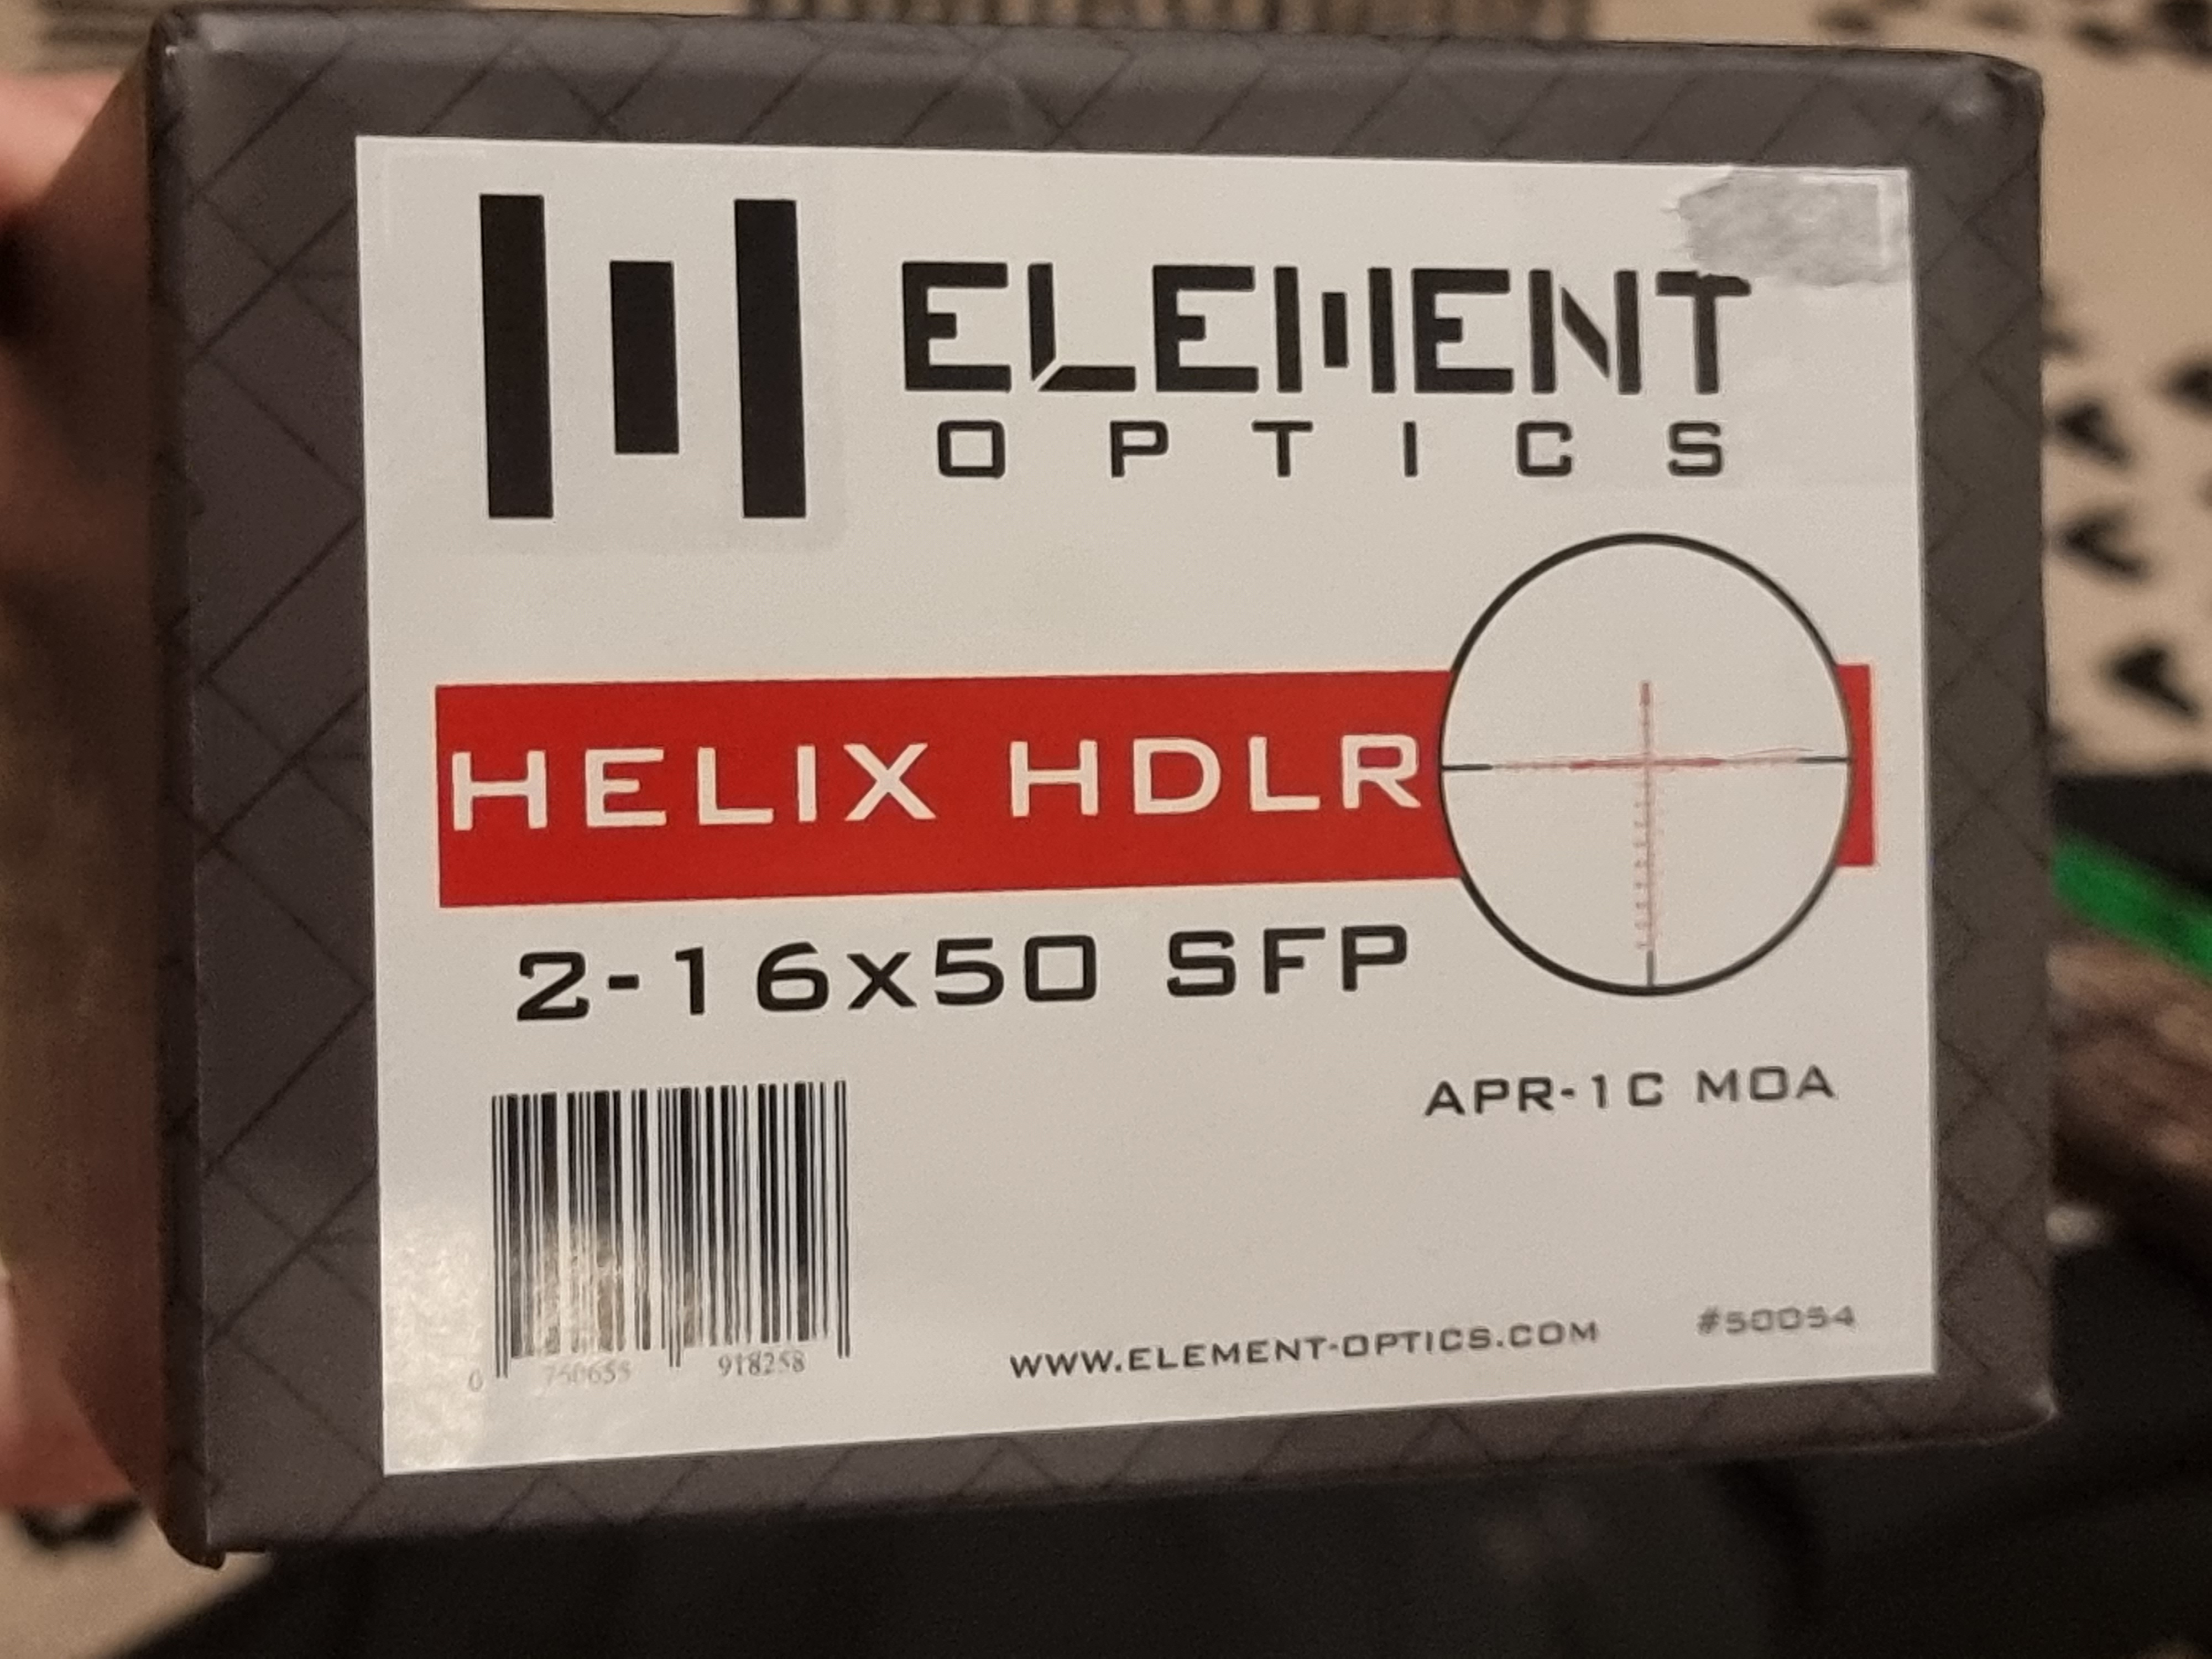 ELEMENT
OPTICS
HELIX HDLR
2-16x50 SFP
APR-1C MOA
WWW.ELEMENT-OPTICS.COM #50054
0 750655 918258